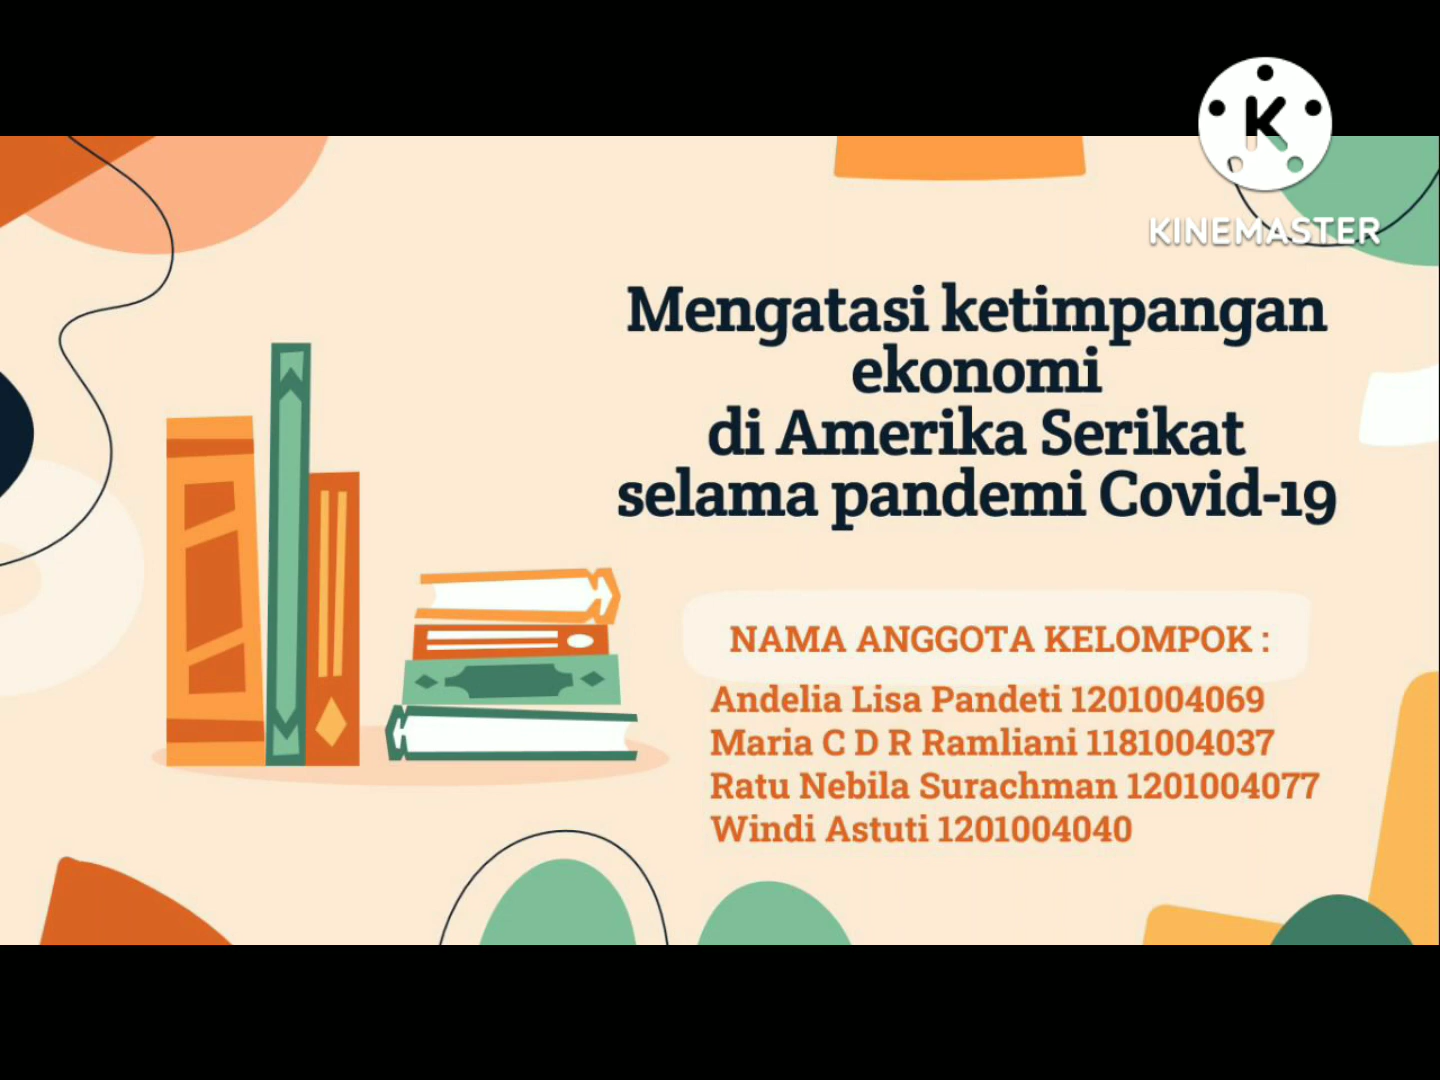 K
KINEMASTER
Mengatasi ketimpangan
ekonomi
di Amerika Serikat
selama pandemi Covid-19
NAMA ANGGOTA KELOMPOK :
Andelia Lisa Pandeti 1201004069
Maria C D R Ramliani 1181004037
Ratu Nebila Surachman 1201004077
Windi Astuti 1201004040